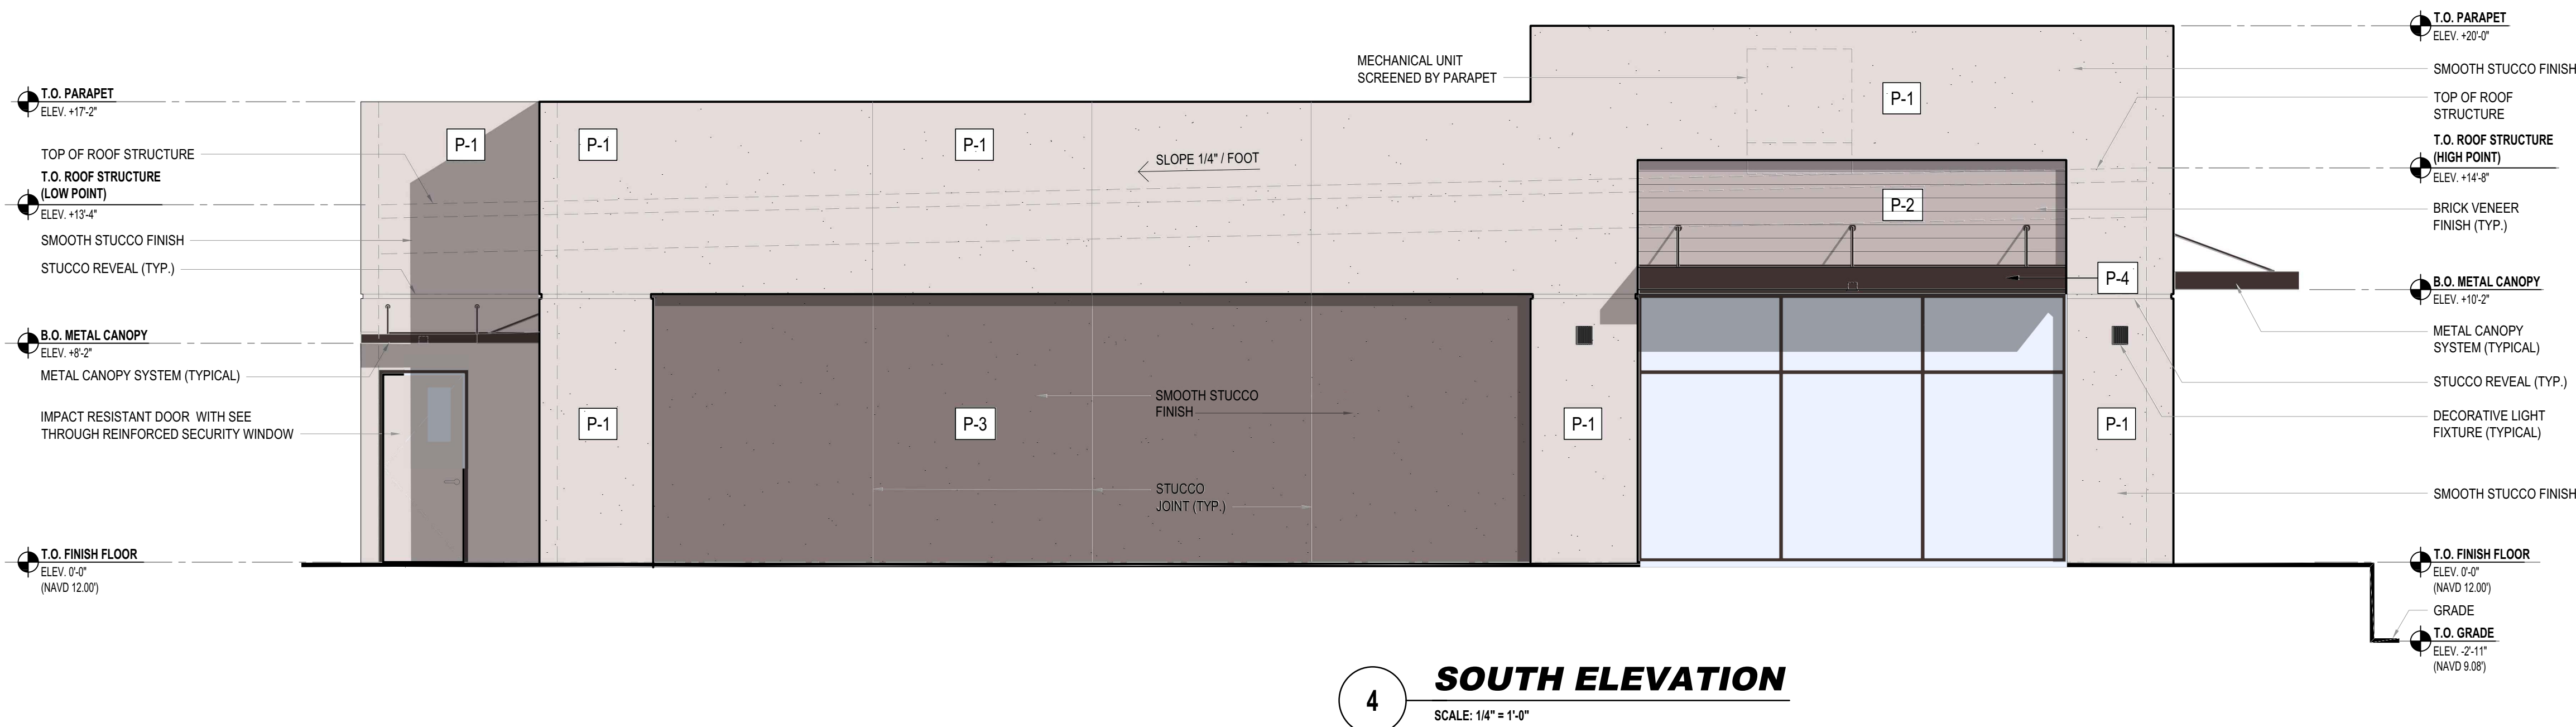 T.O. PARAPET
ELEV. +17'-2"
TOP OF ROOF STRUCTURE
T.O. ROOF STRUCTURE
(LOW POINT)
ELEV. +13'-4"
SMOOTH STUCCO FINISH
STUCCO REVEAL (TYP.)
B.O. METAL CANOPY
ELEV. +8'-2"
METAL CANOPY SYSTEM (TYPICAL)
IMPACT RESISTANT DOOR WITH SEE
THROUGH REINFORCED SECURITY WINDOW
T.O. FINISH FLOOR
ELEV. 0'-0"
(NAVD 12.00')
P-1
P-1
P-1
MECHANICAL UNIT
SCREENED BY PARAPET
P-1
SLOPE 1/4" / FOOT
P-2
P-4
P-1
P-3
SMOOTH STUCCO
FINISH
STUCCO
JOINT (TYP.)
P-1
P-1
T.O. PARAPET
ELEV. +20'-0"
SMOOTH STUCCO FINISH
TOP OF ROOF
STRUCTURE
T.O. ROOF STRUCTURE
(HIGH POINT)
ELEV. +14'-8"
BRICK VENEER
FINISH (TYP.)
B.O. METAL CANOPY
ELEV. +10'-2"
METAL CANOPY
SYSTEM (TYPICAL)
STUCCO REVEAL (TYP.)
DECORATIVE LIGHT
FIXTURE (TYPICAL)
SMOOTH STUCCO FINISH
T.O. FINISH FLOOR
ELEV. 0'-0"
(NAVD 12.00')
GRADE
T.O. GRADE
ELEV. -2'-11"
(NAVD 9.08')
4
SOUTH ELEVATION
SCALE: 1/4" = 1'-0"